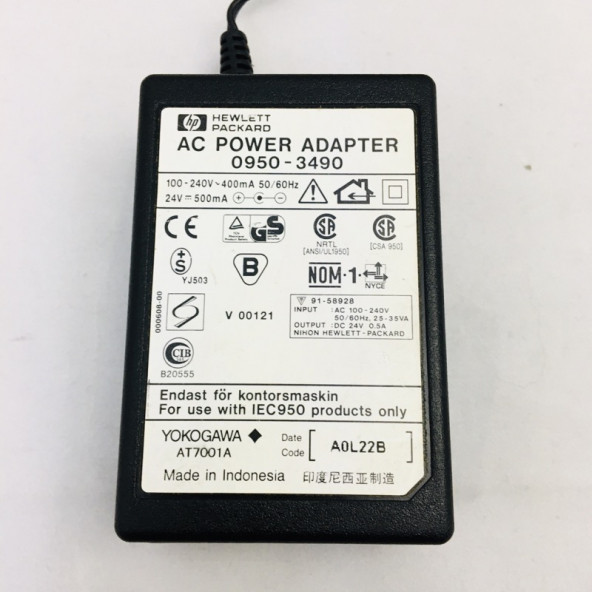 hp HEWLETT
PACKARD
AC POWER ADAPTER
0950-3490
100-240V~400mA 50/60Hz
24V⎓500mA
CE
GS
NRTL
[ANSI/UL1950]
[CSA 950]
+S
YJ503
B
NOM·1·
NYCE
000608-00
V 00121
91-58928
INPUT : AC 100-240V
50/60Hz, 25-35VA
OUTPUT : DC 24V 0.5A
NIHON HEWLETT-PACKARD
CIB
B20555
Endast för kontorsmaskin
For use with IEC950 products only
YOKOGAWA ◆
AT7001A
Date
Code
[ A0L22B ]
Made in Indonesia 印度尼西亚制造